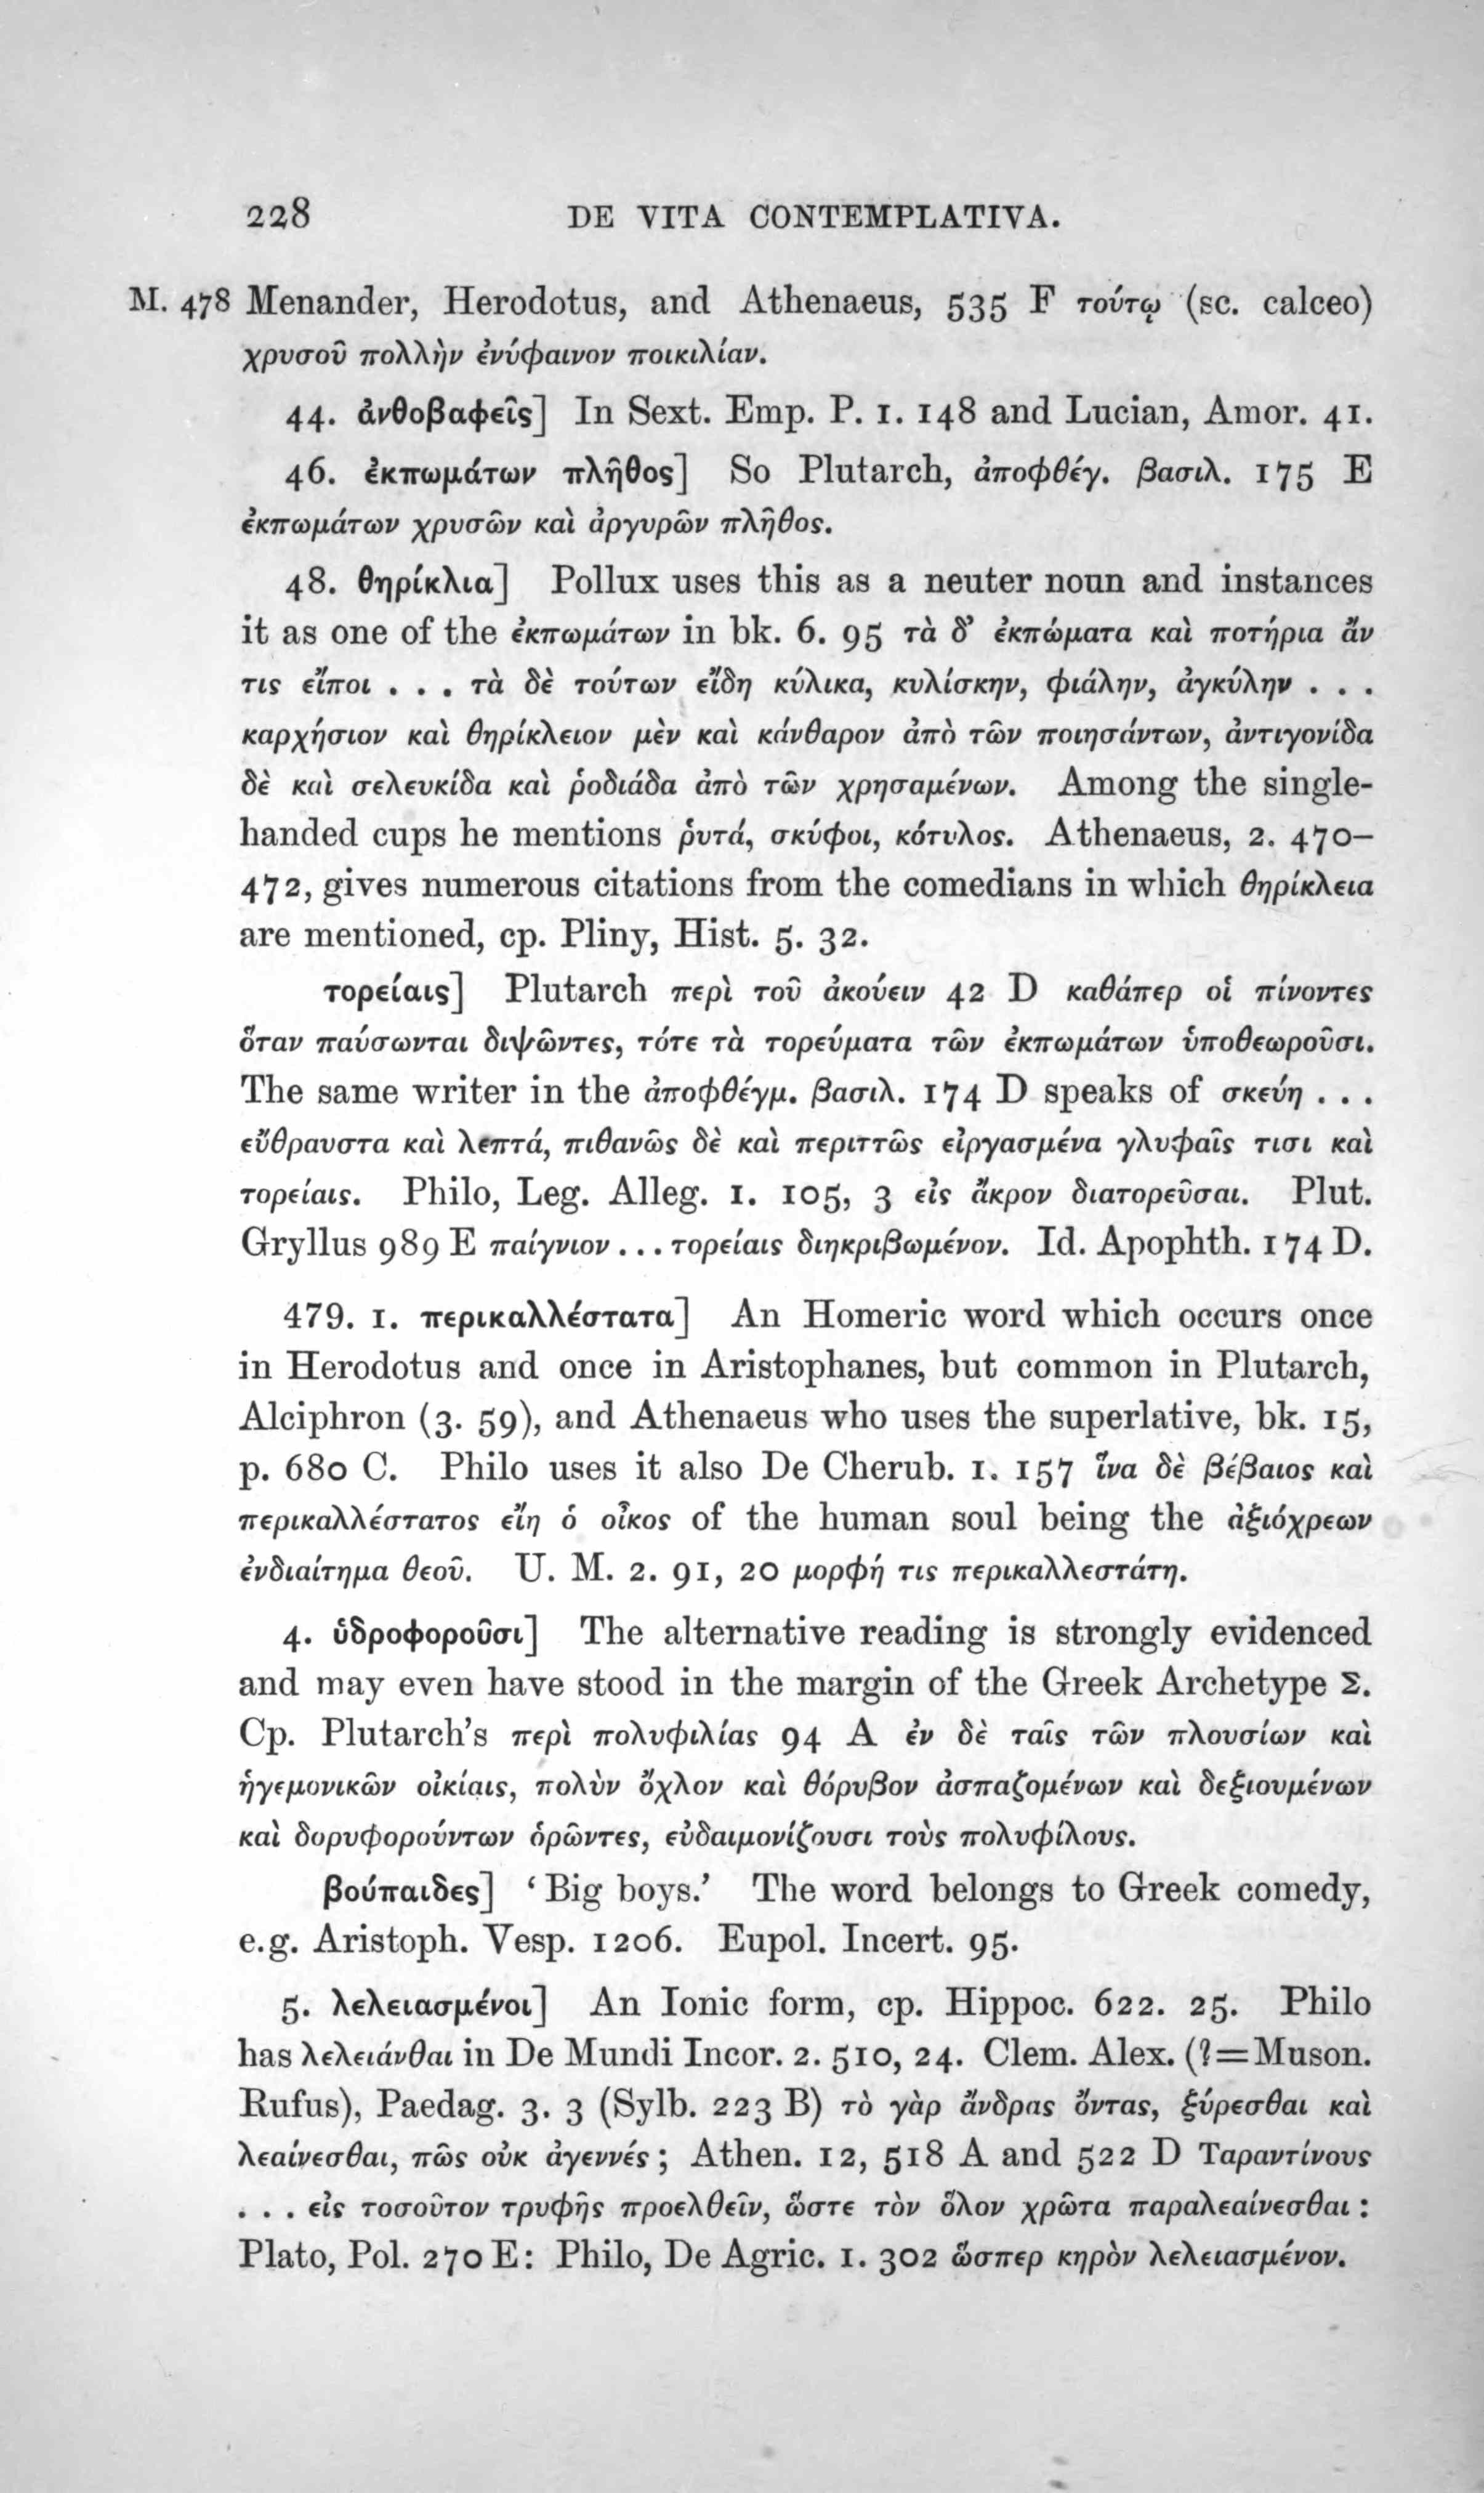 228 DE VITA CONTEMPLATIVA.
M. 478 Menander, Herodotus, and Athenaeus, 535 F τούτῳ (sc. calceo)
χρυσοῦ πολλὴν ἐνύφαινον ποικιλίαν.
44. ἀνθοβαφεῖς] In Sext. Emp. P. 1. 148 and Lucian, Amor. 41.
46. ἐκπωμάτων πλῆθος] So Plutarch, ἀποφθέγ. βασιλ. 175 E
ἐκπωμάτων χρυσῶν καὶ ἀργυρῶν πλῆθος.
48. θηρίκλια] Pollux uses this as a neuter noun and instances
it as one of the ἐκπωμάτων in bk. 6. 95 τὰ δ’ ἐκπώματα καὶ ποτήρια ἄν
τις εἴποι . . . τὰ δὲ τούτων εἴδη κύλικα, κυλίσκην, φιάλην, ἀγκύλην . . .
καρχήσιον καὶ θηρίκλειον μὲν καὶ κάνθαρον ἀπὸ τῶν ποιησάντων, ἀντιγονίδα
δὲ καὶ σελευκίδα καὶ ῥοδιάδα ἀπὸ τῶν χρησαμένων. Among the single-
handed cups he mentions ῥυτά, σκύφοι, κότυλος. Athenaeus, 2. 470–
472, gives numerous citations from the comedians in which θηρίκλεια
are mentioned, cp. Pliny, Hist. 5. 32.
τορείαις] Plutarch περὶ τοῦ ἀκούειν 42 D καθάπερ οἱ πίνοντες
ὅταν παύσωνται διψῶντες, τότε τὰ τορεύματα τῶν ἐκπωμάτων ὑποθεωροῦσι.
The same writer in the ἀποφθέγμ. βασιλ. 174 D speaks of σκεύη . . .
εὔθραυστα καὶ λεπτά, πιθανῶς δὲ καὶ περιττῶς εἰργασμένα γλυφαῖς τισι καὶ
τορείαις. Philo, Leg. Alleg. 1. 105, 3 εἰς ἄκρον διατορεῦσαι. Plut.
Gryllus 989 E παίγνιον . . . τορείαις διηκριβωμένον. Id. Apophth. 174 D.
479. 1. περικαλλέστατα] An Homeric word which occurs once
in Herodotus and once in Aristophanes, but common in Plutarch,
Alciphron (3. 59), and Athenaeus who uses the superlative, bk. 15,
p. 680 C. Philo uses it also De Cherub. 1. 157 ἵνα δὲ βέβαιος καὶ
περικαλλέστατος εἴη ὁ οἶκος of the human soul being the ἀξιόχρεων
ἐνδιαίτημα θεοῦ. U. M. 2. 91, 20 μορφή τις περικαλλεστάτη.
4. ὑδροφοροῦσι] The alternative reading is strongly evidenced
and may even have stood in the margin of the Greek Archetype Σ.
Cp. Plutarch’s περὶ πολυφιλίας 94 A ἐν δὲ ταῖς τῶν πλουσίων καὶ
ἡγεμονικῶν οἰκίαις, πολὺν ὄχλον καὶ θόρυβον ἀσπαζομένων καὶ δεξιουμένων
καὶ δορυφορούντων ὁρῶντες, εὐδαιμονίζουσι τοὺς πολυφίλους.
βούπαιδες] ‘Big boys.’ The word belongs to Greek comedy,
e.g. Aristoph. Vesp. 1206. Eupol. Incert. 95.
5. λελειασμένοι] An Ionic form, cp. Hippoc. 622. 25. Philo
has λελειάνθαι in De Mundi Incor. 2. 510, 24. Clem. Alex. (?=Muson.
Rufus), Paedag. 3. 3 (Sylb. 223 B) τὸ γὰρ ἄνδρας ὄντας, ξύρεσθαι καὶ
λεαίνεσθαι, πῶς οὐκ ἀγεννές ; Athen. 12, 518 A and 522 D Ταραντίνους
. . . εἰς τοσοῦτον τρυφῆς προελθεῖν, ὥστε τὸν ὅλον χρῶτα παραλεαίνεσθαι :
Plato, Pol. 270 E: Philo, De Agric. 1. 302 ὥσπερ κηρὸν λελειασμένον.